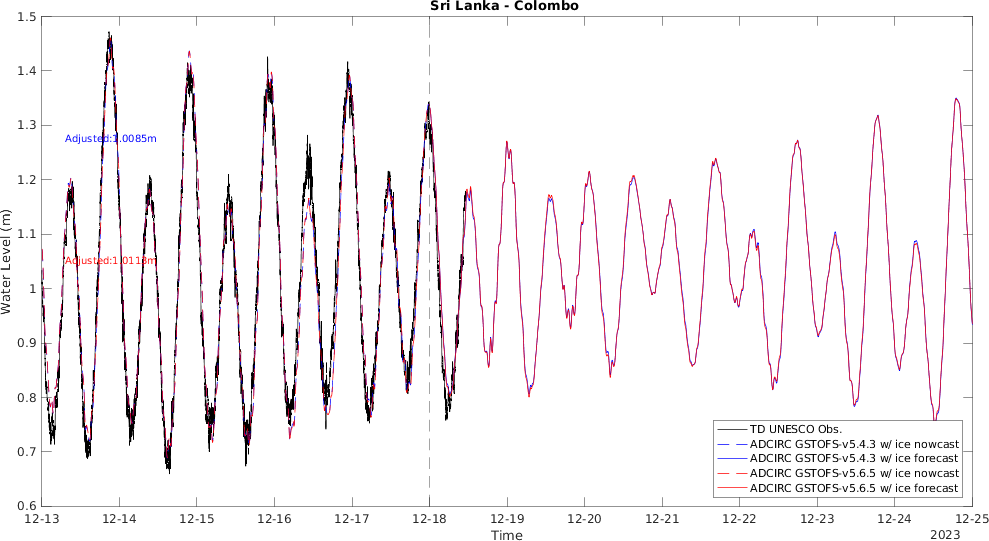 Sri Lanka - Colombo
1.5
1.4
1.3
1.2
1.1
1
0.9
0.8
0.7
0.6
Water Level (m)
Adjusted:1.0085m
Adjusted:1.0113m
TD UNESCO Obs.
ADCIRC GSTOFS-v5.4.3 w/ ice nowcast
ADCIRC GSTOFS-v5.4.3 w/ ice forecast
ADCIRC GSTOFS-v5.6.5 w/ ice nowcast
ADCIRC GSTOFS-v5.6.5 w/ ice forecast
12-13 12-14 12-15 12-16 12-17 12-18 12-19 12-20 12-21 12-22 12-23 12-24 12-25
Time
2023